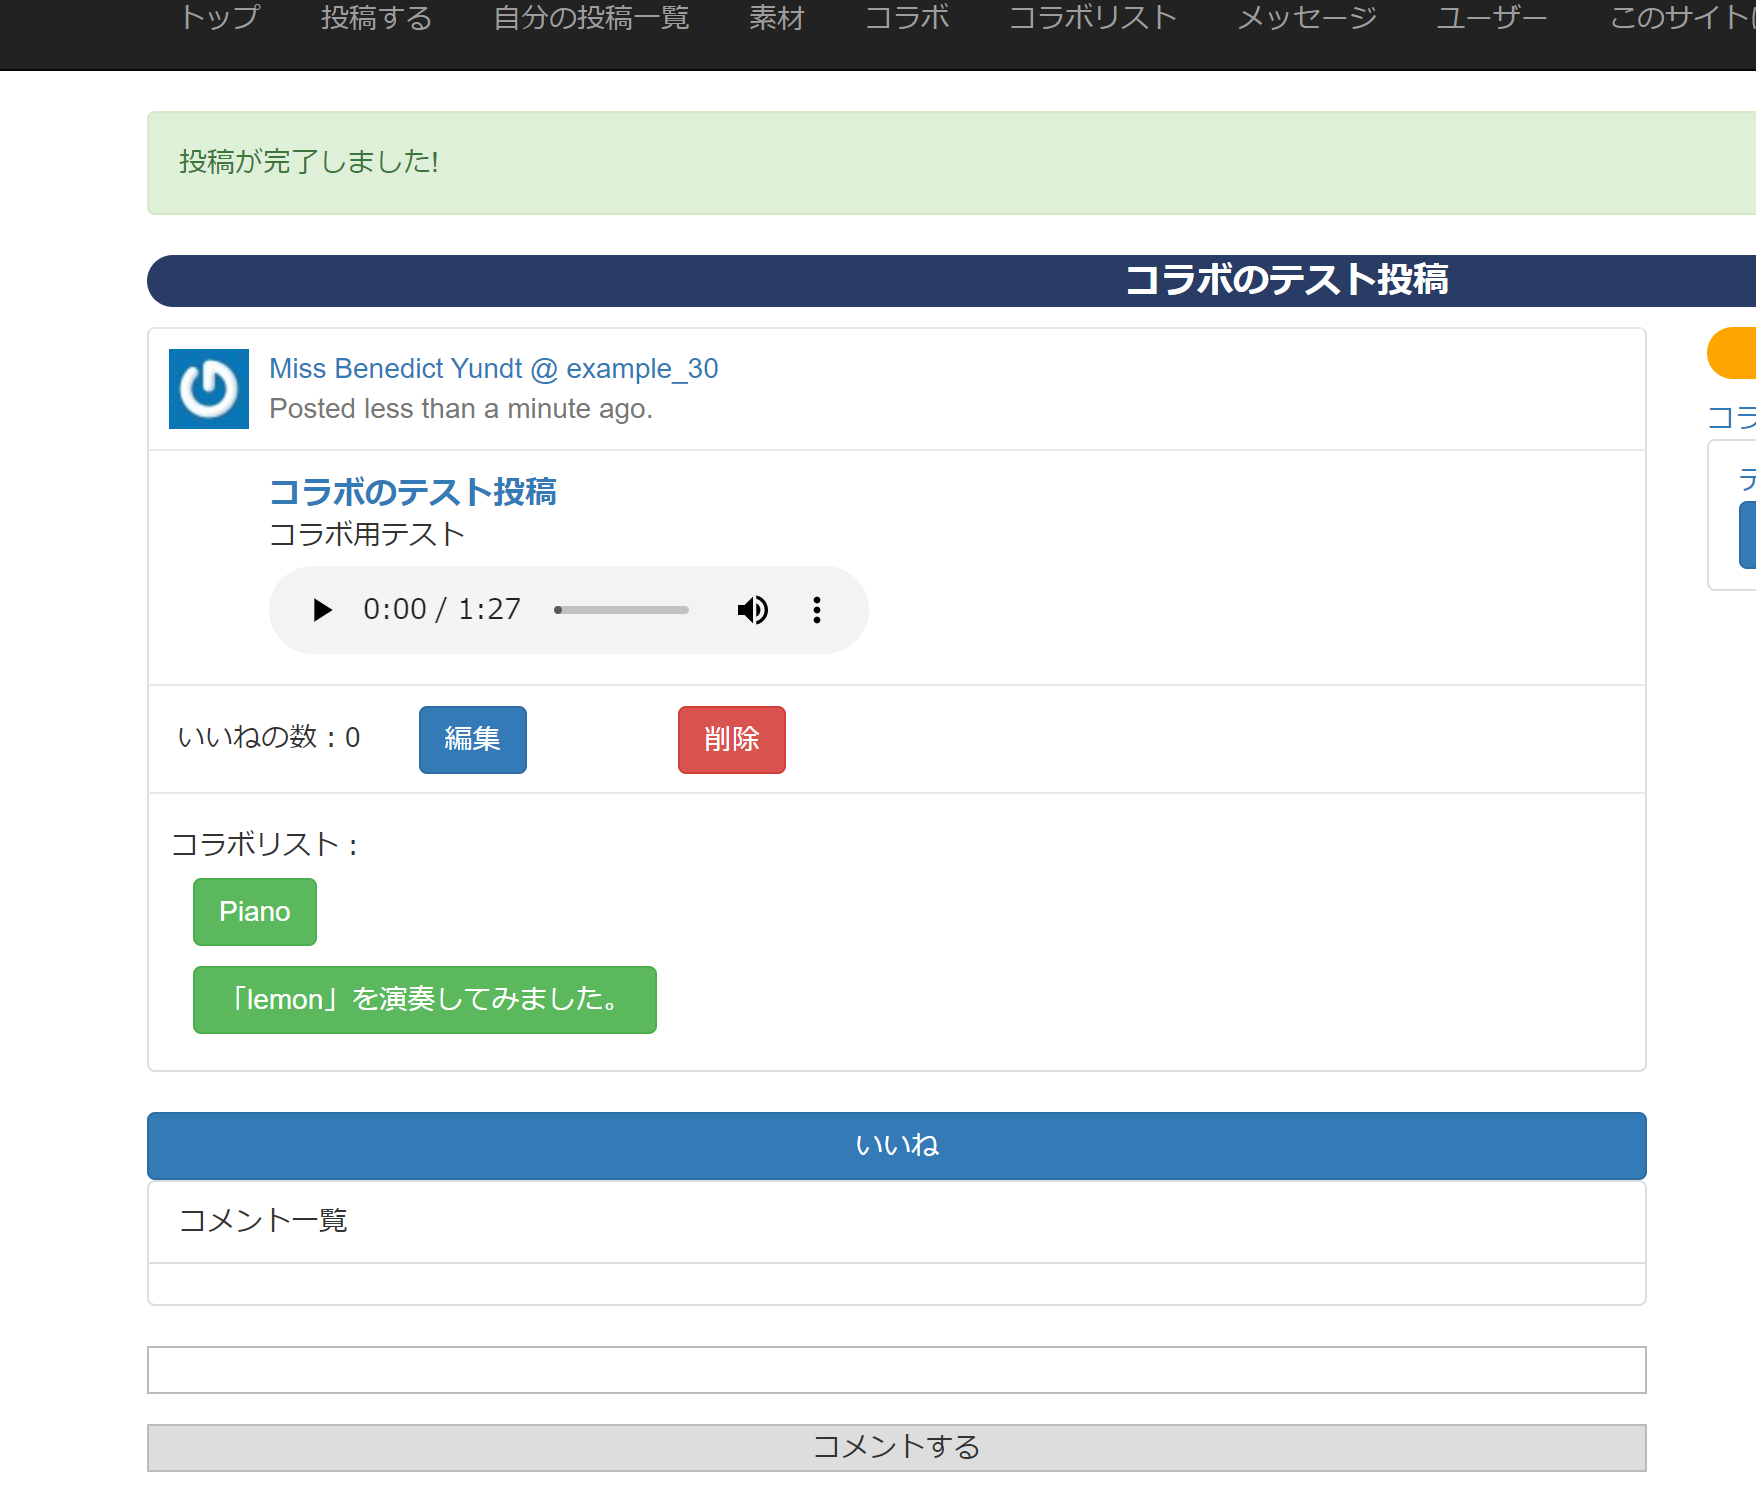 トップ 投稿する 自分の投稿一覧 素材 コラボ コラボリスト メッセージ ユーザー このサイト
投稿が完了しました!
コラボのテスト投稿
Miss Benedict Yundt @ example_30
Posted less than a minute ago.
コラボのテスト投稿
コラボ用テスト
0:00 / 1:27
いいねの数：0 編集 削除
コラボリスト：
Piano
「lemon」を演奏してみました。
いいね
コメント一覧
コメントする
コラ